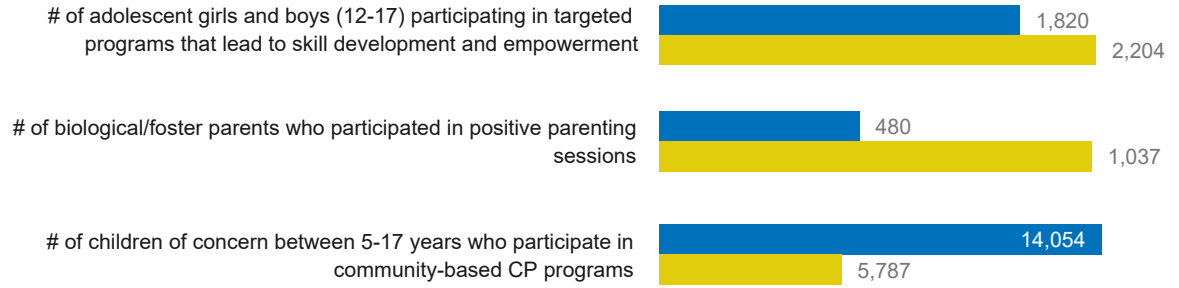 # of adolescent girls and boys (12-17) participating in targeted
programs that lead to skill development and empowerment
1,820
2,204
# of biological/foster parents who participated in positive parenting
sessions
480
1,037
# of children of concern between 5-17 years who participate in
community-based CP programs
14,054
5,787